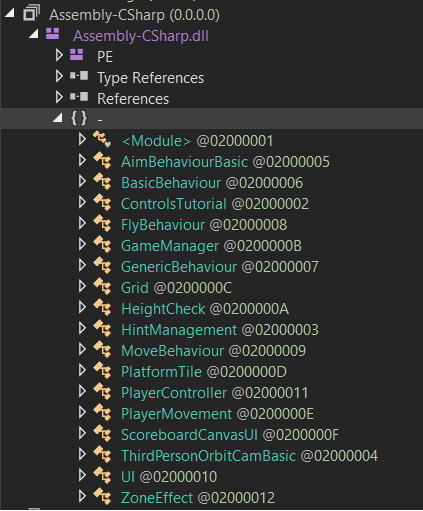 Assembly-CSharp (0.0.0.0)
Assembly-CSharp.dll
PE
Type References
References
{} -
<Module> @02000001
AimBehaviourBasic @02000005
BasicBehaviour @02000006
ControlsTutorial @02000002
FlyBehaviour @02000008
GameManager @0200000B
GenericBehaviour @02000007
Grid @0200000C
HeightCheck @0200000A
HintManagement @02000003
MoveBehaviour @02000009
PlatformTile @0200000D
PlayerController @02000011
PlayerMovement @0200000E
ScoreboardCanvasUI @0200000F
ThirdPersonOrbitCamBasic @02000004
UI @02000010
ZoneEffect @02000012